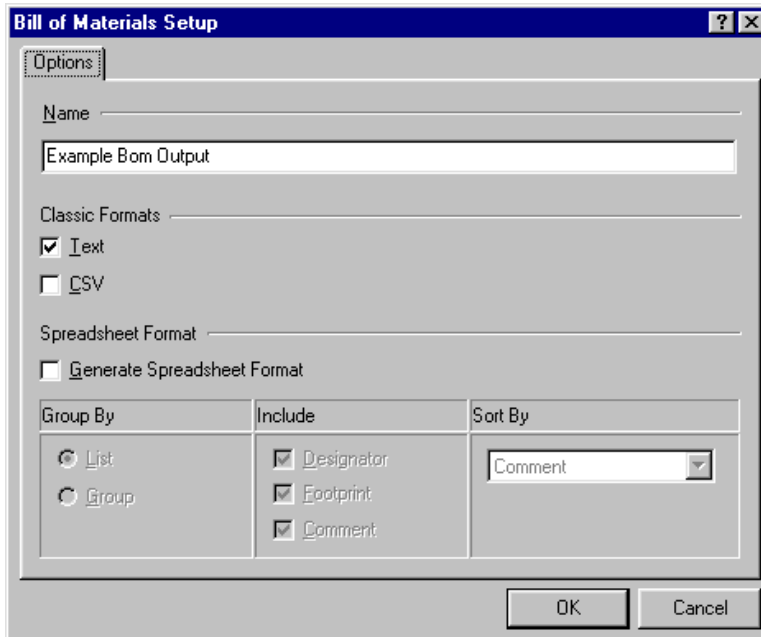 Bill of Materials Setup
Options
Name
Example Bom Output
Classic Formats
Text
CSV
Spreadsheet Format
Generate Spreadsheet Format
Group By Include Sort By
List Designator Comment
Group Footprint
Comment
OK Cancel